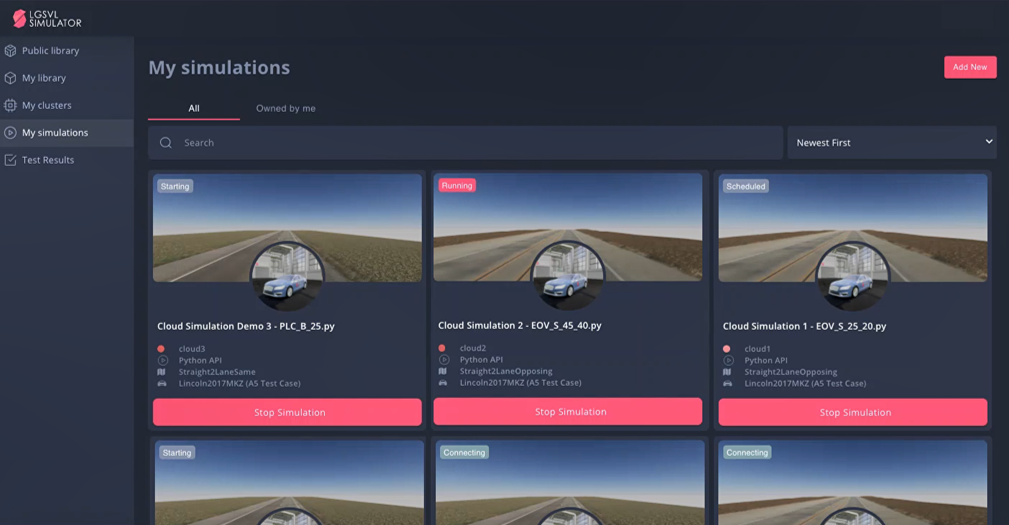 LGSVL
SIMULATOR
Public library
My library
My clusters
My simulations
Test Results
My simulations
Add New
All
Owned by me
Search
Newest First
Starting
Cloud Simulation Demo 3 - PLC_B_25.py
cloud3
Python API
Straight2LaneSame
Lincoln2017MKZ (A5 Test Case)
Stop Simulation
Running
Cloud Simulation 2 - EOV_S_45_40.py
cloud2
Python API
Straight2LaneOpposing
Lincoln2017MKZ (A5 Test Case)
Stop Simulation
Scheduled
Cloud Simulation 1 - EOV_S_25_20.py
cloud1
Python API
Straight2LaneOpposing
Lincoln2017MKZ (A5 Test Case)
Stop Simulation
Starting
Connecting
Connecting